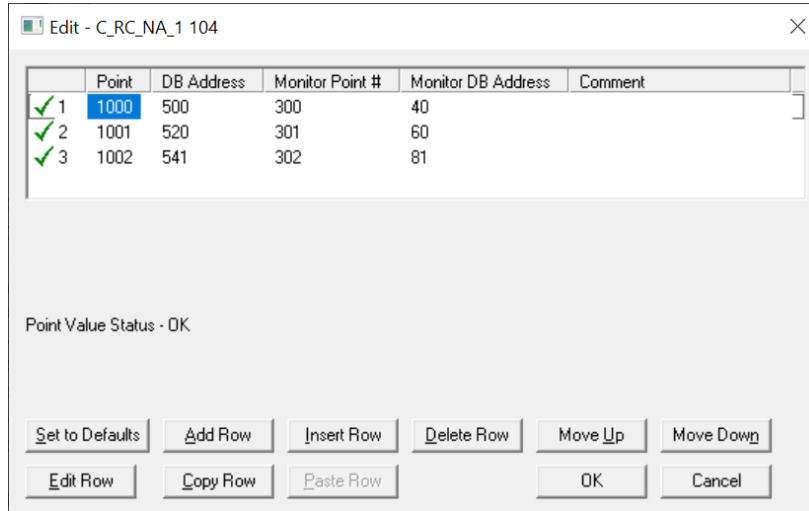 Edit - C_RC_NA_1 104
Point DB Address Monitor Point # Monitor DB Address Comment
1 1000 500 300 40
2 1001 520 301 60
3 1002 541 302 81
Point Value Status - OK
Set to Defaults Add Row Insert Row Delete Row Move Up Move Down
Edit Row Copy Row Paste Row OK Cancel